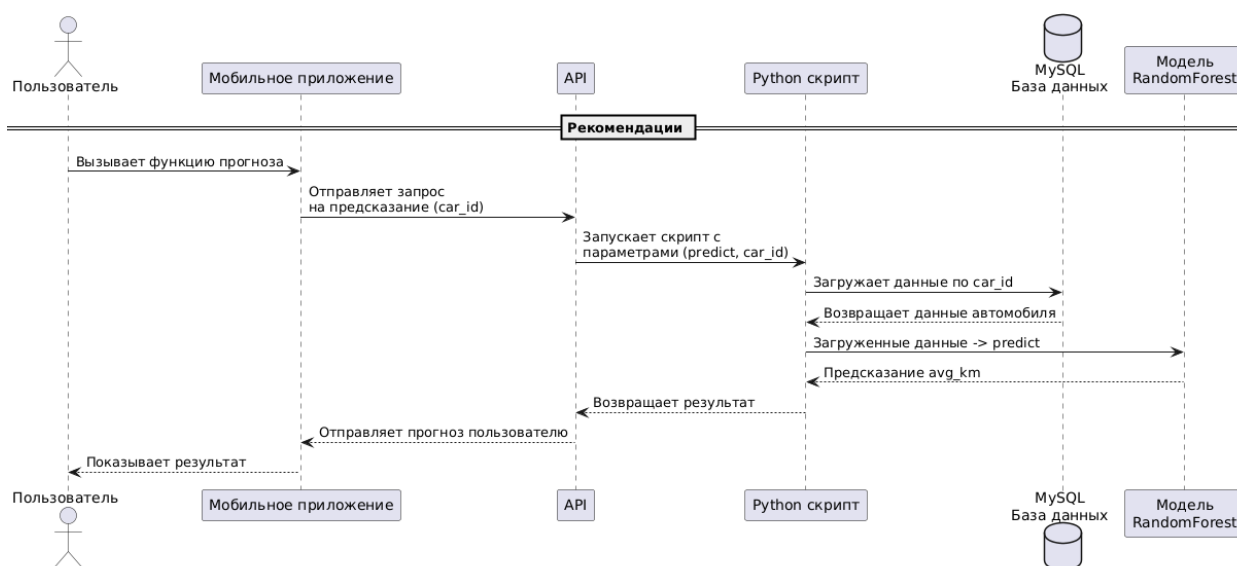 Пользователь
Мобильное приложение
API
Python скрипт
MySQL
База данных
Модель
RandomForest
Рекомендации
Вызывает функцию прогноза
Отправляет запрос
на предсказание (car_id)
Запускает скрипт с
параметрами (predict, car_id)
Загружает данные по car_id
Возвращает данные автомобиля
Загруженные данные -> predict
Предсказание avg_km
Возвращает результат
Отправляет прогноз пользователю
Показывает результат
Пользователь
Мобильное приложение
API
Python скрипт
MySQL
База данных
Модель
RandomForest